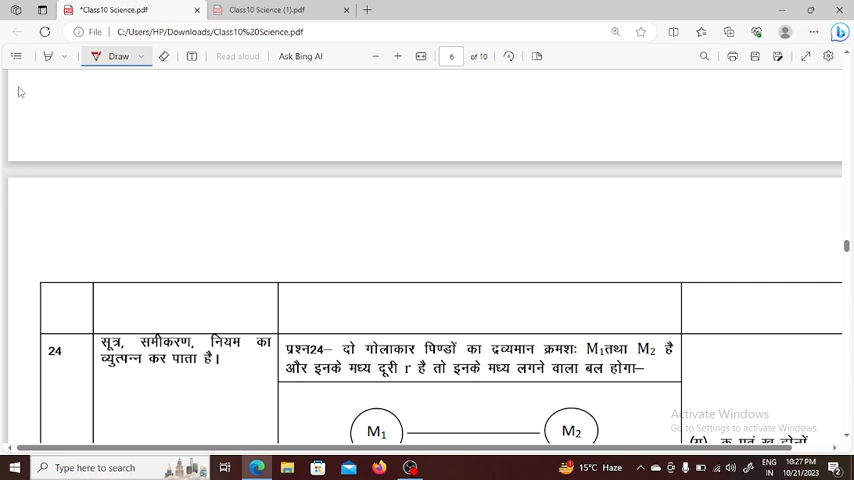 *Class10 Science.pdf
Class10 Science (1).pdf
File
C:/Users/HP/Downloads/Class10%20Science.pdf
Draw
Read aloud
Ask Bing AI
6
of 10
24
सूत्र, समीकरण, नियम का
व्युत्पन्न कर पाता है।
प्रश्न24– दो गोलाकार पिण्डों का द्रव्यमान क्रमशः M1तथा M2 है
और इनके मध्य दूरी r है तो इनके मध्य लगने वाला बल होगा–
M1
M2
Activate Windows
Go to Settings to activate Windows.
(ग) क एवं ख दोनों
Type here to search
15°C Haze
ENG
IN
10:27 PM
10/21/2023
2